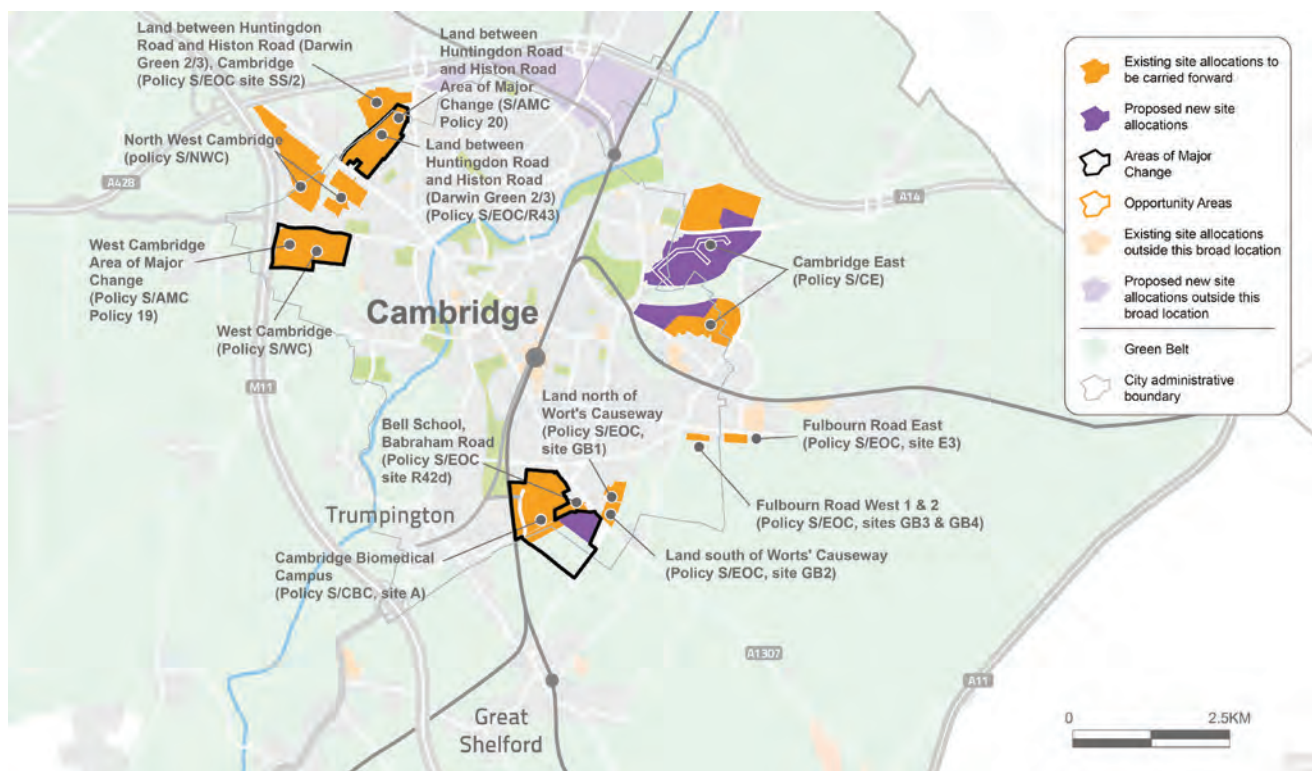 Land between
Huntingdon
Road and Histon Road (Darwin
Green 2/3), Cambridge
(Policy S/EOC site SS/2)
Land between
Huntingdon Road
and Histon Road
Area of Major
Change (S/AMC
Policy 20)
North West Cambridge
(policy S/NWC)
Land between
Huntingdon Road
and Histon Road
(Darwin Green 2/3)
(Policy S/EOC/R43)
A428
A14
West Cambridge
Area of Major
Change
(Policy S/AMC
Policy 19)
West Cambridge
(Policy S/WC)
Cambridge
Cambridge East
(Policy S/CE)
M11
Bell School,
Babraham Road
(Policy S/EOC
site R42d)
Land north of
Wort's Causeway
(Policy S/EOC,
site GB1)
Fulbourn Road East
(Policy S/EOC, site E3)
Fulbourn Road West 1 & 2
(Policy S/EOC, sites GB3 & GB4)
Trumpington
Cambridge Biomedical
Campus
(Policy S/CBC, site A)
Land south of Worts' Causeway
(Policy S/EOC, site GB2)
A1307
A11
Great
Shelford
Existing site allocations to
be carried forward
Proposed new site
allocations
Areas of Major
Change
Opportunity Areas
Existing site allocations
outside this broad location
Proposed new site
allocations outside this
broad location
Green Belt
City administrative
boundary
0 2.5KM